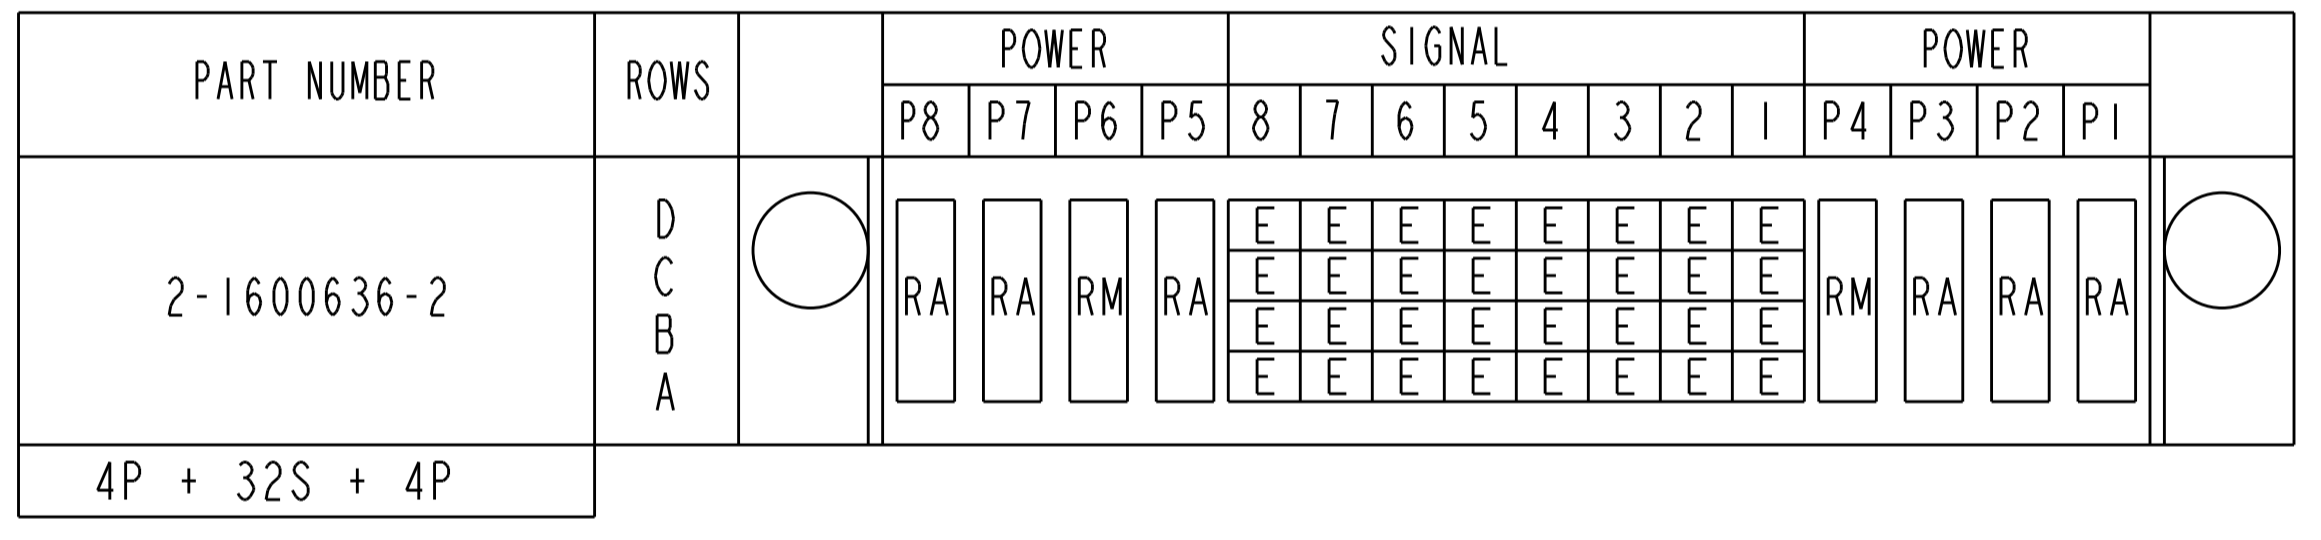 PART NUMBER ROWS POWER SIGNAL POWER
P8 P7 P6 P5 8 7 6 5 4 3 2 1 P4 P3 P2 P1
2-1600636-2
D E E E E E E E E
C E E E E E E E E
RA RA RM RA RM RA RA RA
B E E E E E E E E
A E E E E E E E E
4P + 32S + 4P